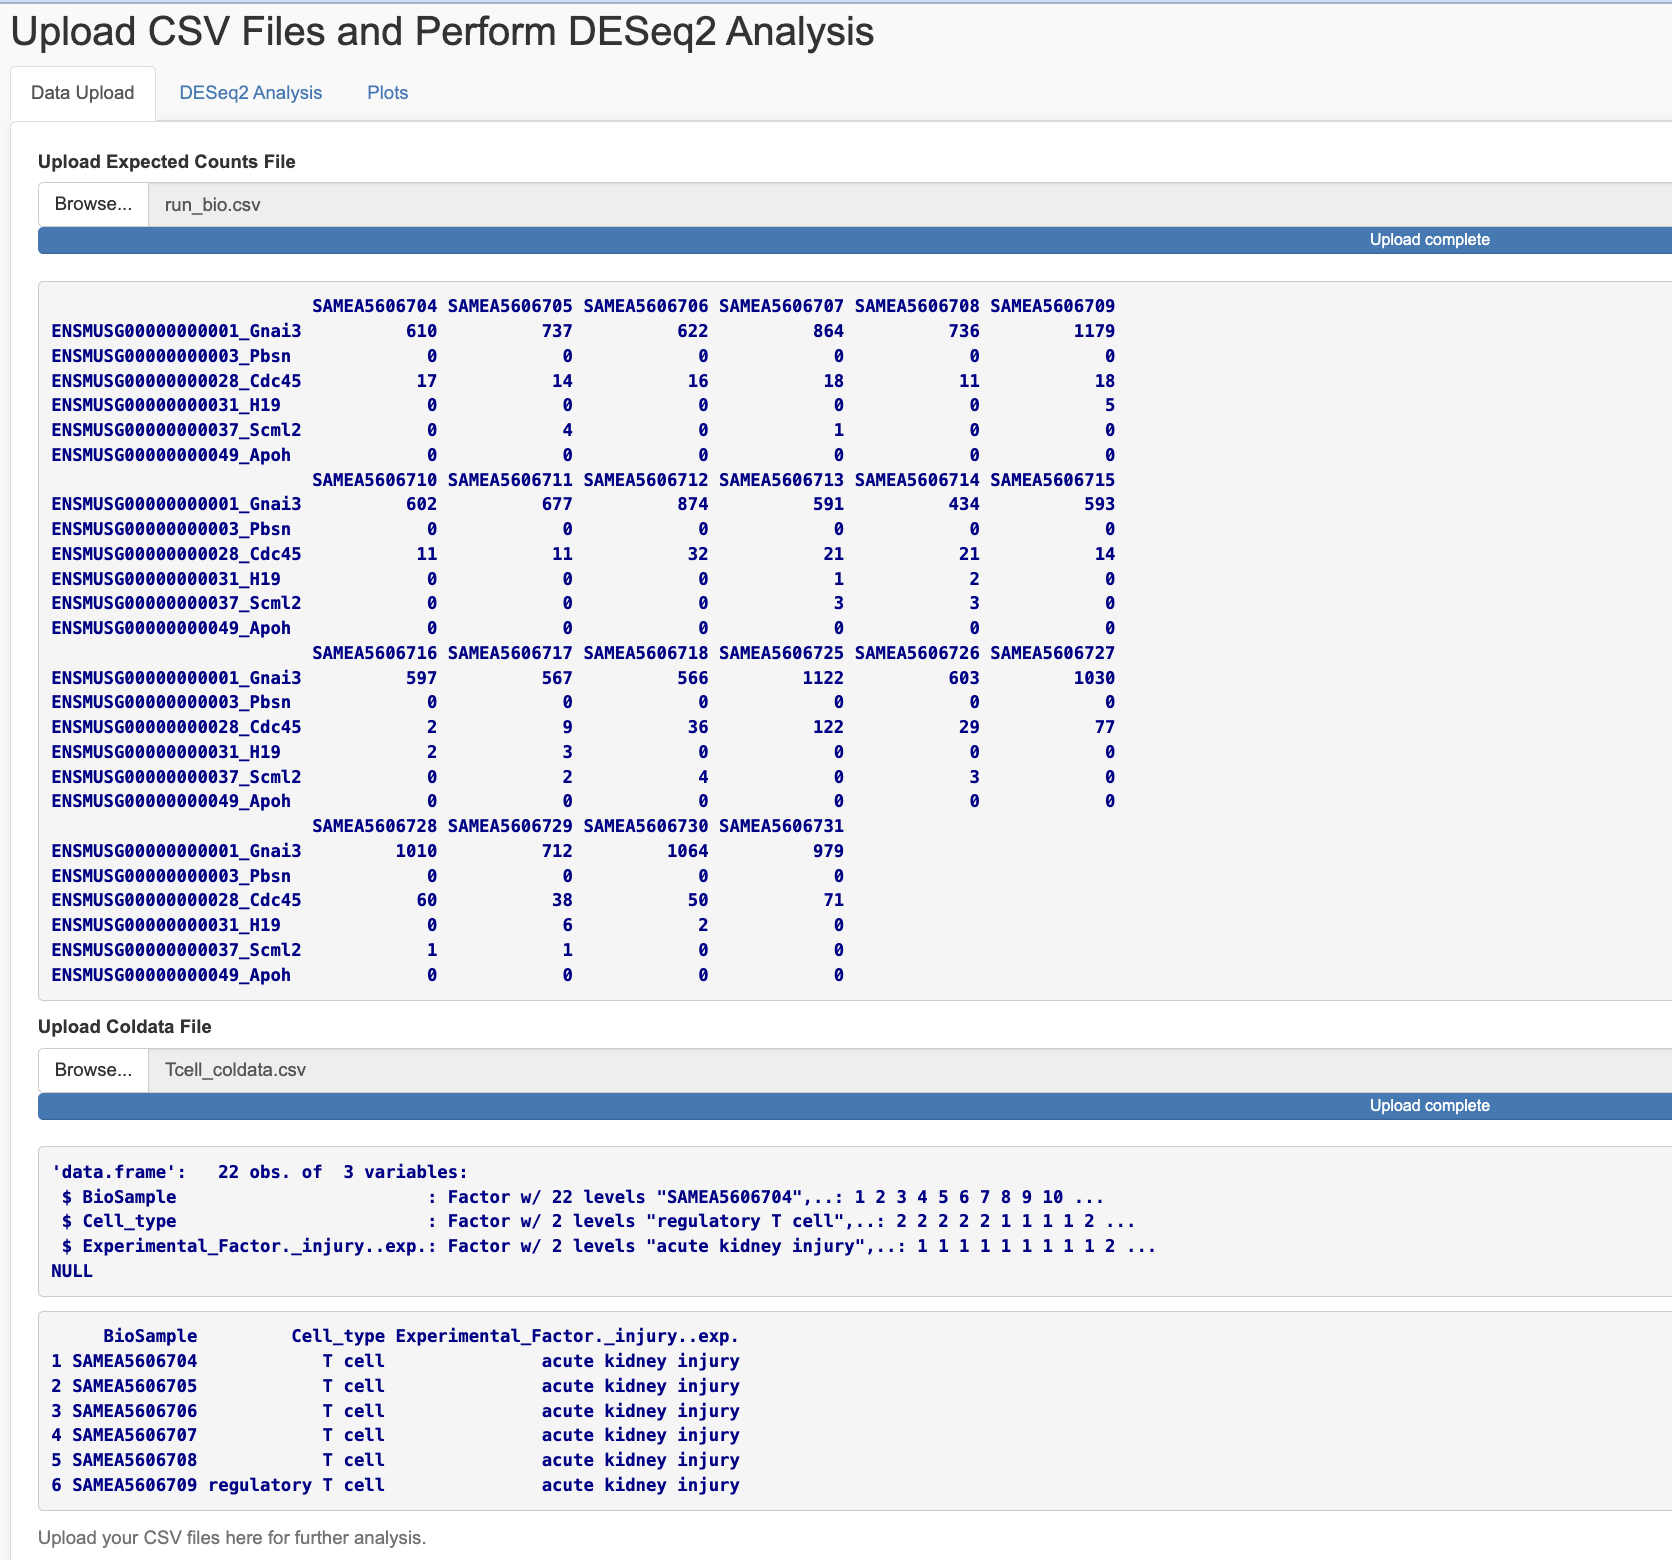 Upload CSV Files and Perform DESeq2 Analysis
Data Upload DESeq2 Analysis Plots
Upload Expected Counts File
Browse... run_bio.csv
Upload complete
SAMEA5606704 SAMEA5606705 SAMEA5606706 SAMEA5606707 SAMEA5606708 SAMEA5606709
ENSMUSG00000000001_Gnai3 610 737 622 864 736 1179
ENSMUSG00000000003_Pbsn 0 0 0 0 0 0
ENSMUSG00000000028_Cdc45 17 14 16 18 11 18
ENSMUSG00000000031_H19 0 0 0 0 0 5
ENSMUSG00000000037_Scml2 0 4 0 1 0 0
ENSMUSG00000000049_Apoh 0 0 0 0 0 0
SAMEA5606710 SAMEA5606711 SAMEA5606712 SAMEA5606713 SAMEA5606714 SAMEA5606715
ENSMUSG00000000001_Gnai3 602 677 874 591 434 593
ENSMUSG00000000003_Pbsn 0 0 0 0 0 0
ENSMUSG00000000028_Cdc45 11 11 32 21 21 14
ENSMUSG00000000031_H19 0 0 0 1 2 0
ENSMUSG00000000037_Scml2 0 0 0 3 3 0
ENSMUSG00000000049_Apoh 0 0 0 0 0 0
SAMEA5606716 SAMEA5606717 SAMEA5606718 SAMEA5606725 SAMEA5606726 SAMEA5606727
ENSMUSG00000000001_Gnai3 597 567 566 1122 603 1030
ENSMUSG00000000003_Pbsn 0 0 0 0 0 0
ENSMUSG00000000028_Cdc45 2 9 36 122 29 77
ENSMUSG00000000031_H19 2 3 0 0 0 0
ENSMUSG00000000037_Scml2 0 2 4 0 3 0
ENSMUSG00000000049_Apoh 0 0 0 0 0 0
SAMEA5606728 SAMEA5606729 SAMEA5606730 SAMEA5606731
ENSMUSG00000000001_Gnai3 1010 712 1064 979
ENSMUSG00000000003_Pbsn 0 0 0 0
ENSMUSG00000000028_Cdc45 60 38 50 71
ENSMUSG00000000031_H19 0 6 2 0
ENSMUSG00000000037_Scml2 1 1 0 0
ENSMUSG00000000049_Apoh 0 0 0 0
Upload Coldata File
Browse... Tcell_coldata.csv
Upload complete
'data.frame': 22 obs. of 3 variables:
$ BioSample : Factor w/ 22 levels "SAMEA5606704",..: 1 2 3 4 5 6 7 8 9 10 ...
$ Cell_type : Factor w/ 2 levels "regulatory T cell",..: 2 2 2 2 2 1 1 1 1 2 ...
$ Experimental_Factor._injury..exp.: Factor w/ 2 levels "acute kidney injury",..: 1 1 1 1 1 1 1 1 1 2 ...
NULL
BioSample Cell_type Experimental_Factor._injury..exp.
1 SAMEA5606704 T cell acute kidney injury
2 SAMEA5606705 T cell acute kidney injury
3 SAMEA5606706 T cell acute kidney injury
4 SAMEA5606707 T cell acute kidney injury
5 SAMEA5606708 T cell acute kidney injury
6 SAMEA5606709 regulatory T cell acute kidney injury
Upload your CSV files here for further analysis.